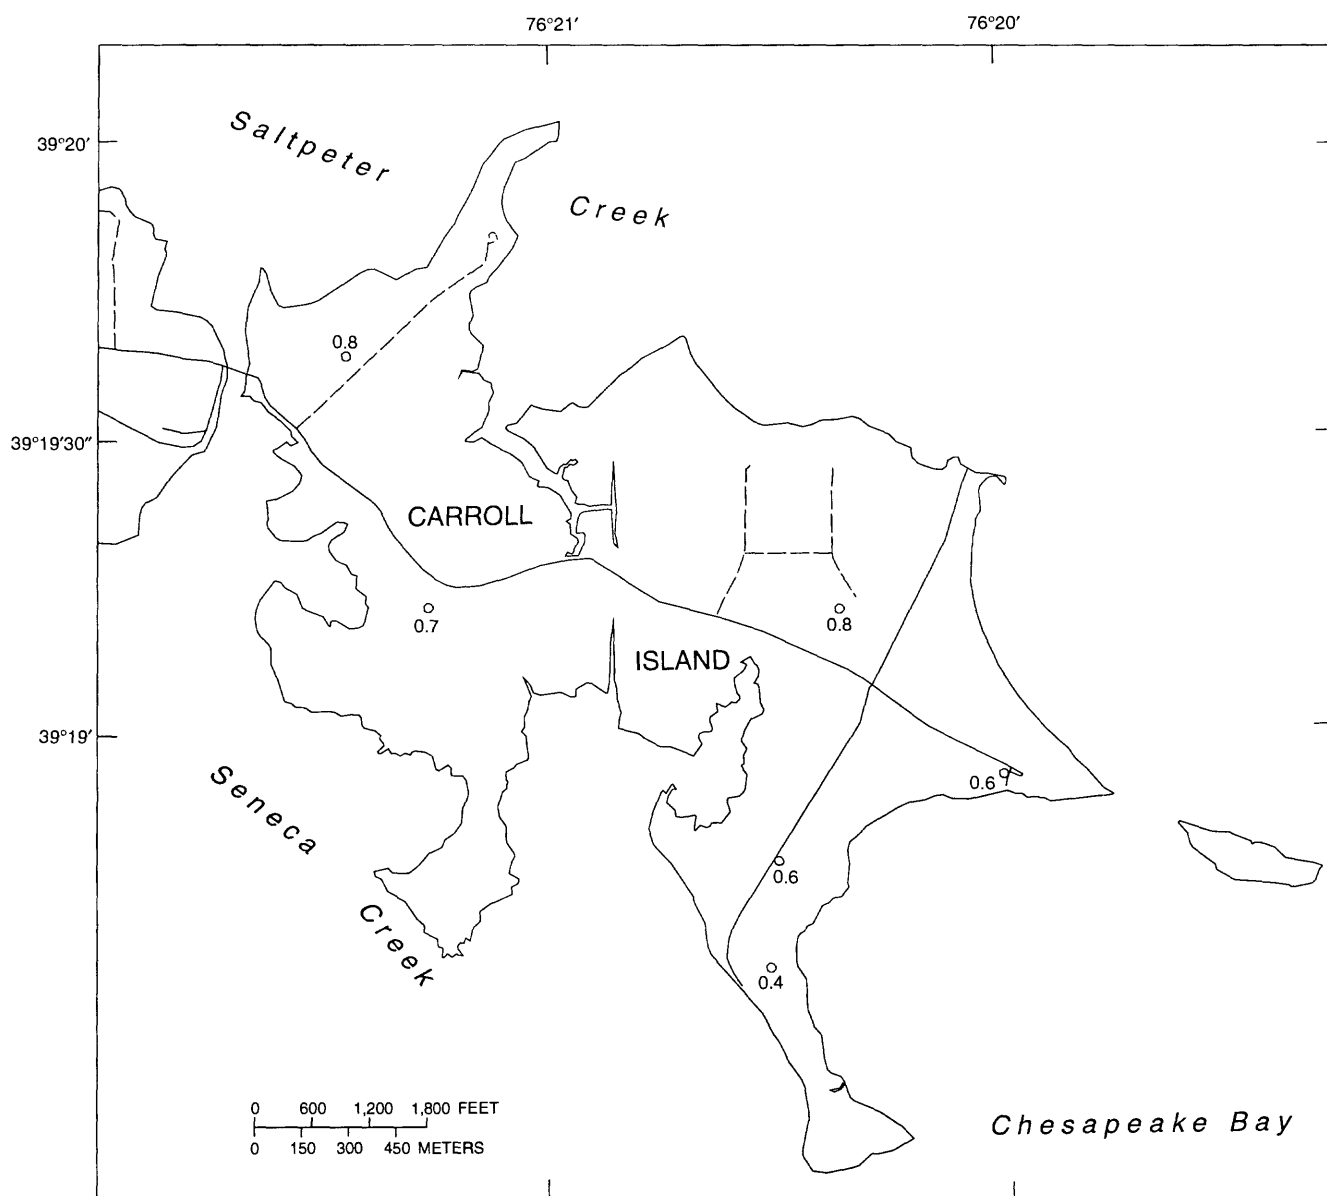 76°21′ 76°20′
Saltpeter
39°20′
Creek
0.8
39°19′30″
CARROLL
0.7
0.8
ISLAND
39°19′
0.6
Seneca
0.6
Creek
0.4
0 600 1,200 1,800 FEET
Chesapeake Bay
0 150 300 450 METERS